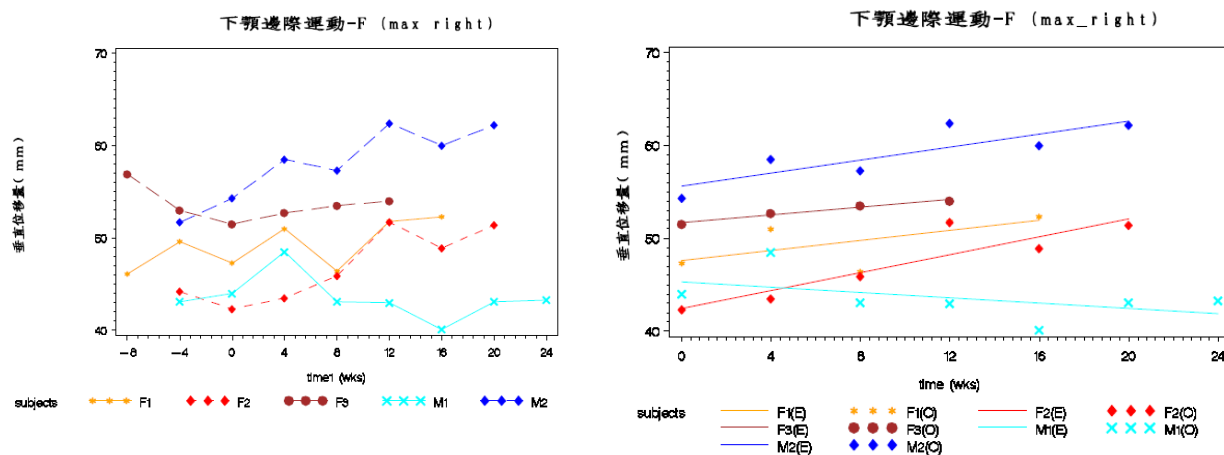 下顎邊際運動-F (max right)
垂直位移量(mm)
70
60
50
40
-8 -4 0 4 8 12 16 20 24
time1 (wks)
subjects F1 F2 F3 M1 M2
下顎邊際運動-F (max_right)
垂直位移量(mm)
70
60
50
40
0 4 8 12 16 20 24
time (wks)
subjects F1(E) F1(O) F2(E) F2(O)
F3(E) F3(O) M1(E) M1(O)
M2(E) M2(O)